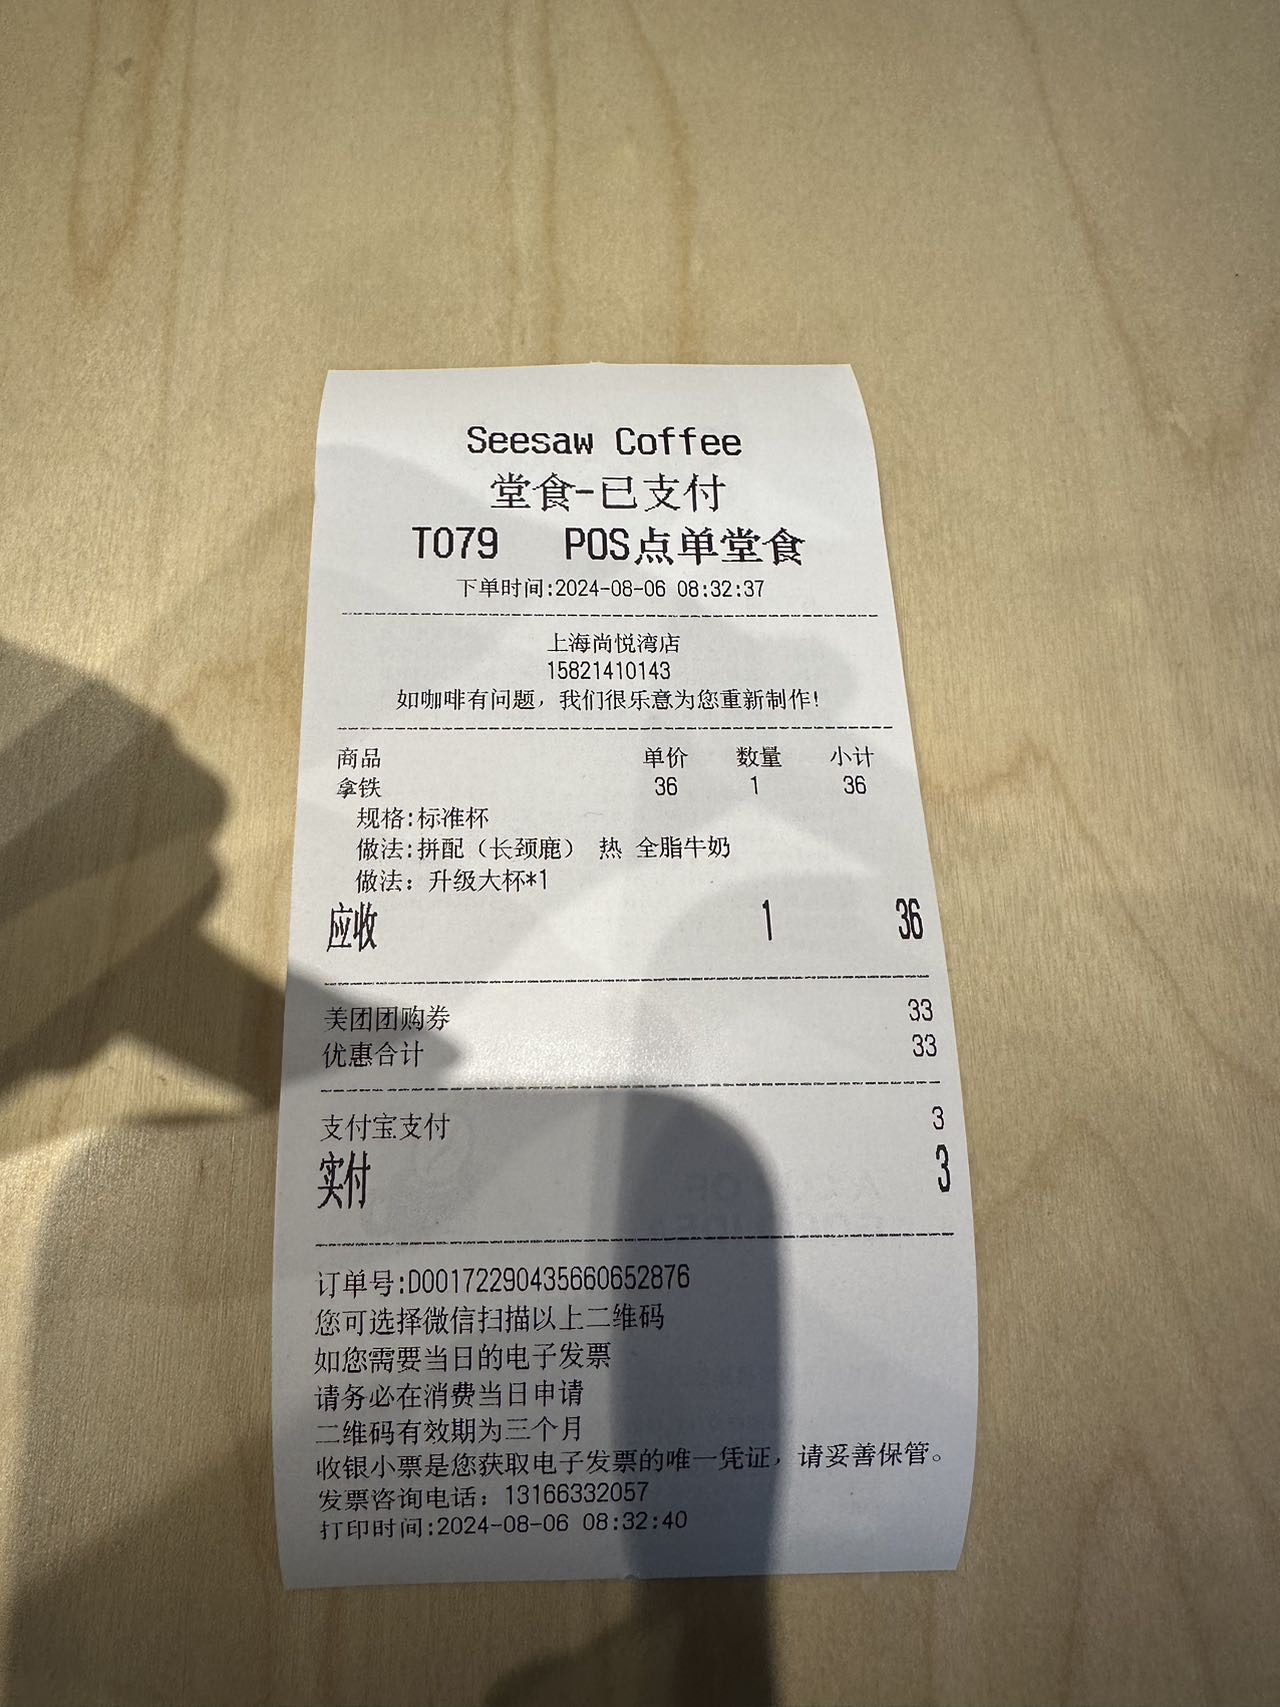 Seesaw Coffee
堂食-已支付
T079 POS点单堂食
下单时间:2024-08-06 08:32:37
上海尚悦湾店
15821410143
如咖啡有问题，我们很乐意为您重新制作!
商品 单价 数量 小计
拿铁 36 1 36
规格:标准杯
做法:拼配（长颈鹿） 热 全脂牛奶
做法：升级大杯*1
应收 1 36
美团团购券 33
优惠合计 33
支付宝支付 3
实付 3
订单号:D00172290435660652876
您可选择微信扫描以上二维码
如您需要当日的电子发票
请务必在消费当日申请
二维码有效期为三个月
收银小票是您获取电子发票的唯一凭证，请妥善保管。
发票咨询电话：13166332057
打印时间:2024-08-06 08:32:40